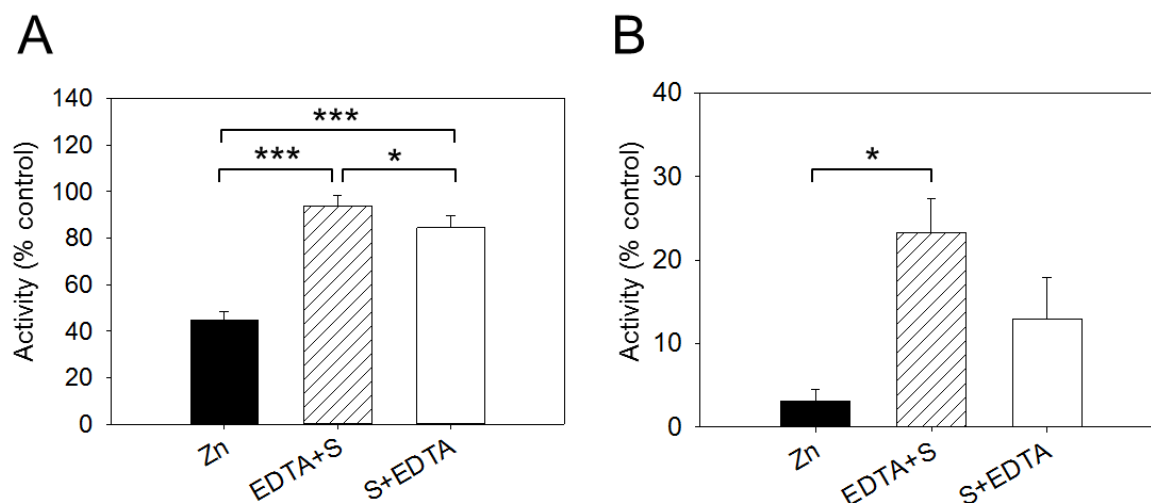 A
Activity (% control)
140
120
100
80
60
40
20
0
***
***
*
Zn
EDTA+S
S+EDTA
B
Activity (% control)
40
30
20
10
0
*
Zn
EDTA+S
S+EDTA